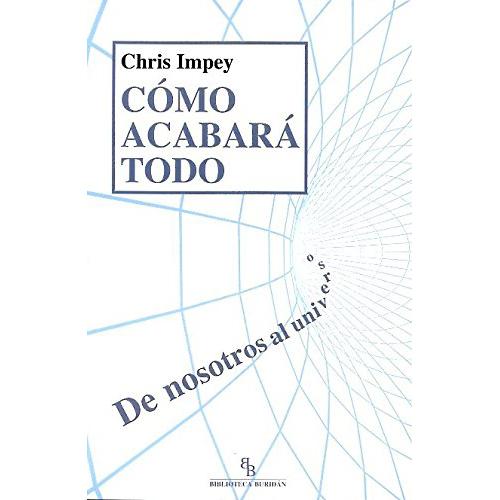 Chris Impey
CÓMO
ACABARÁ
TODO
De nosotros al universo
BIBLIOTECA BURIDÁN